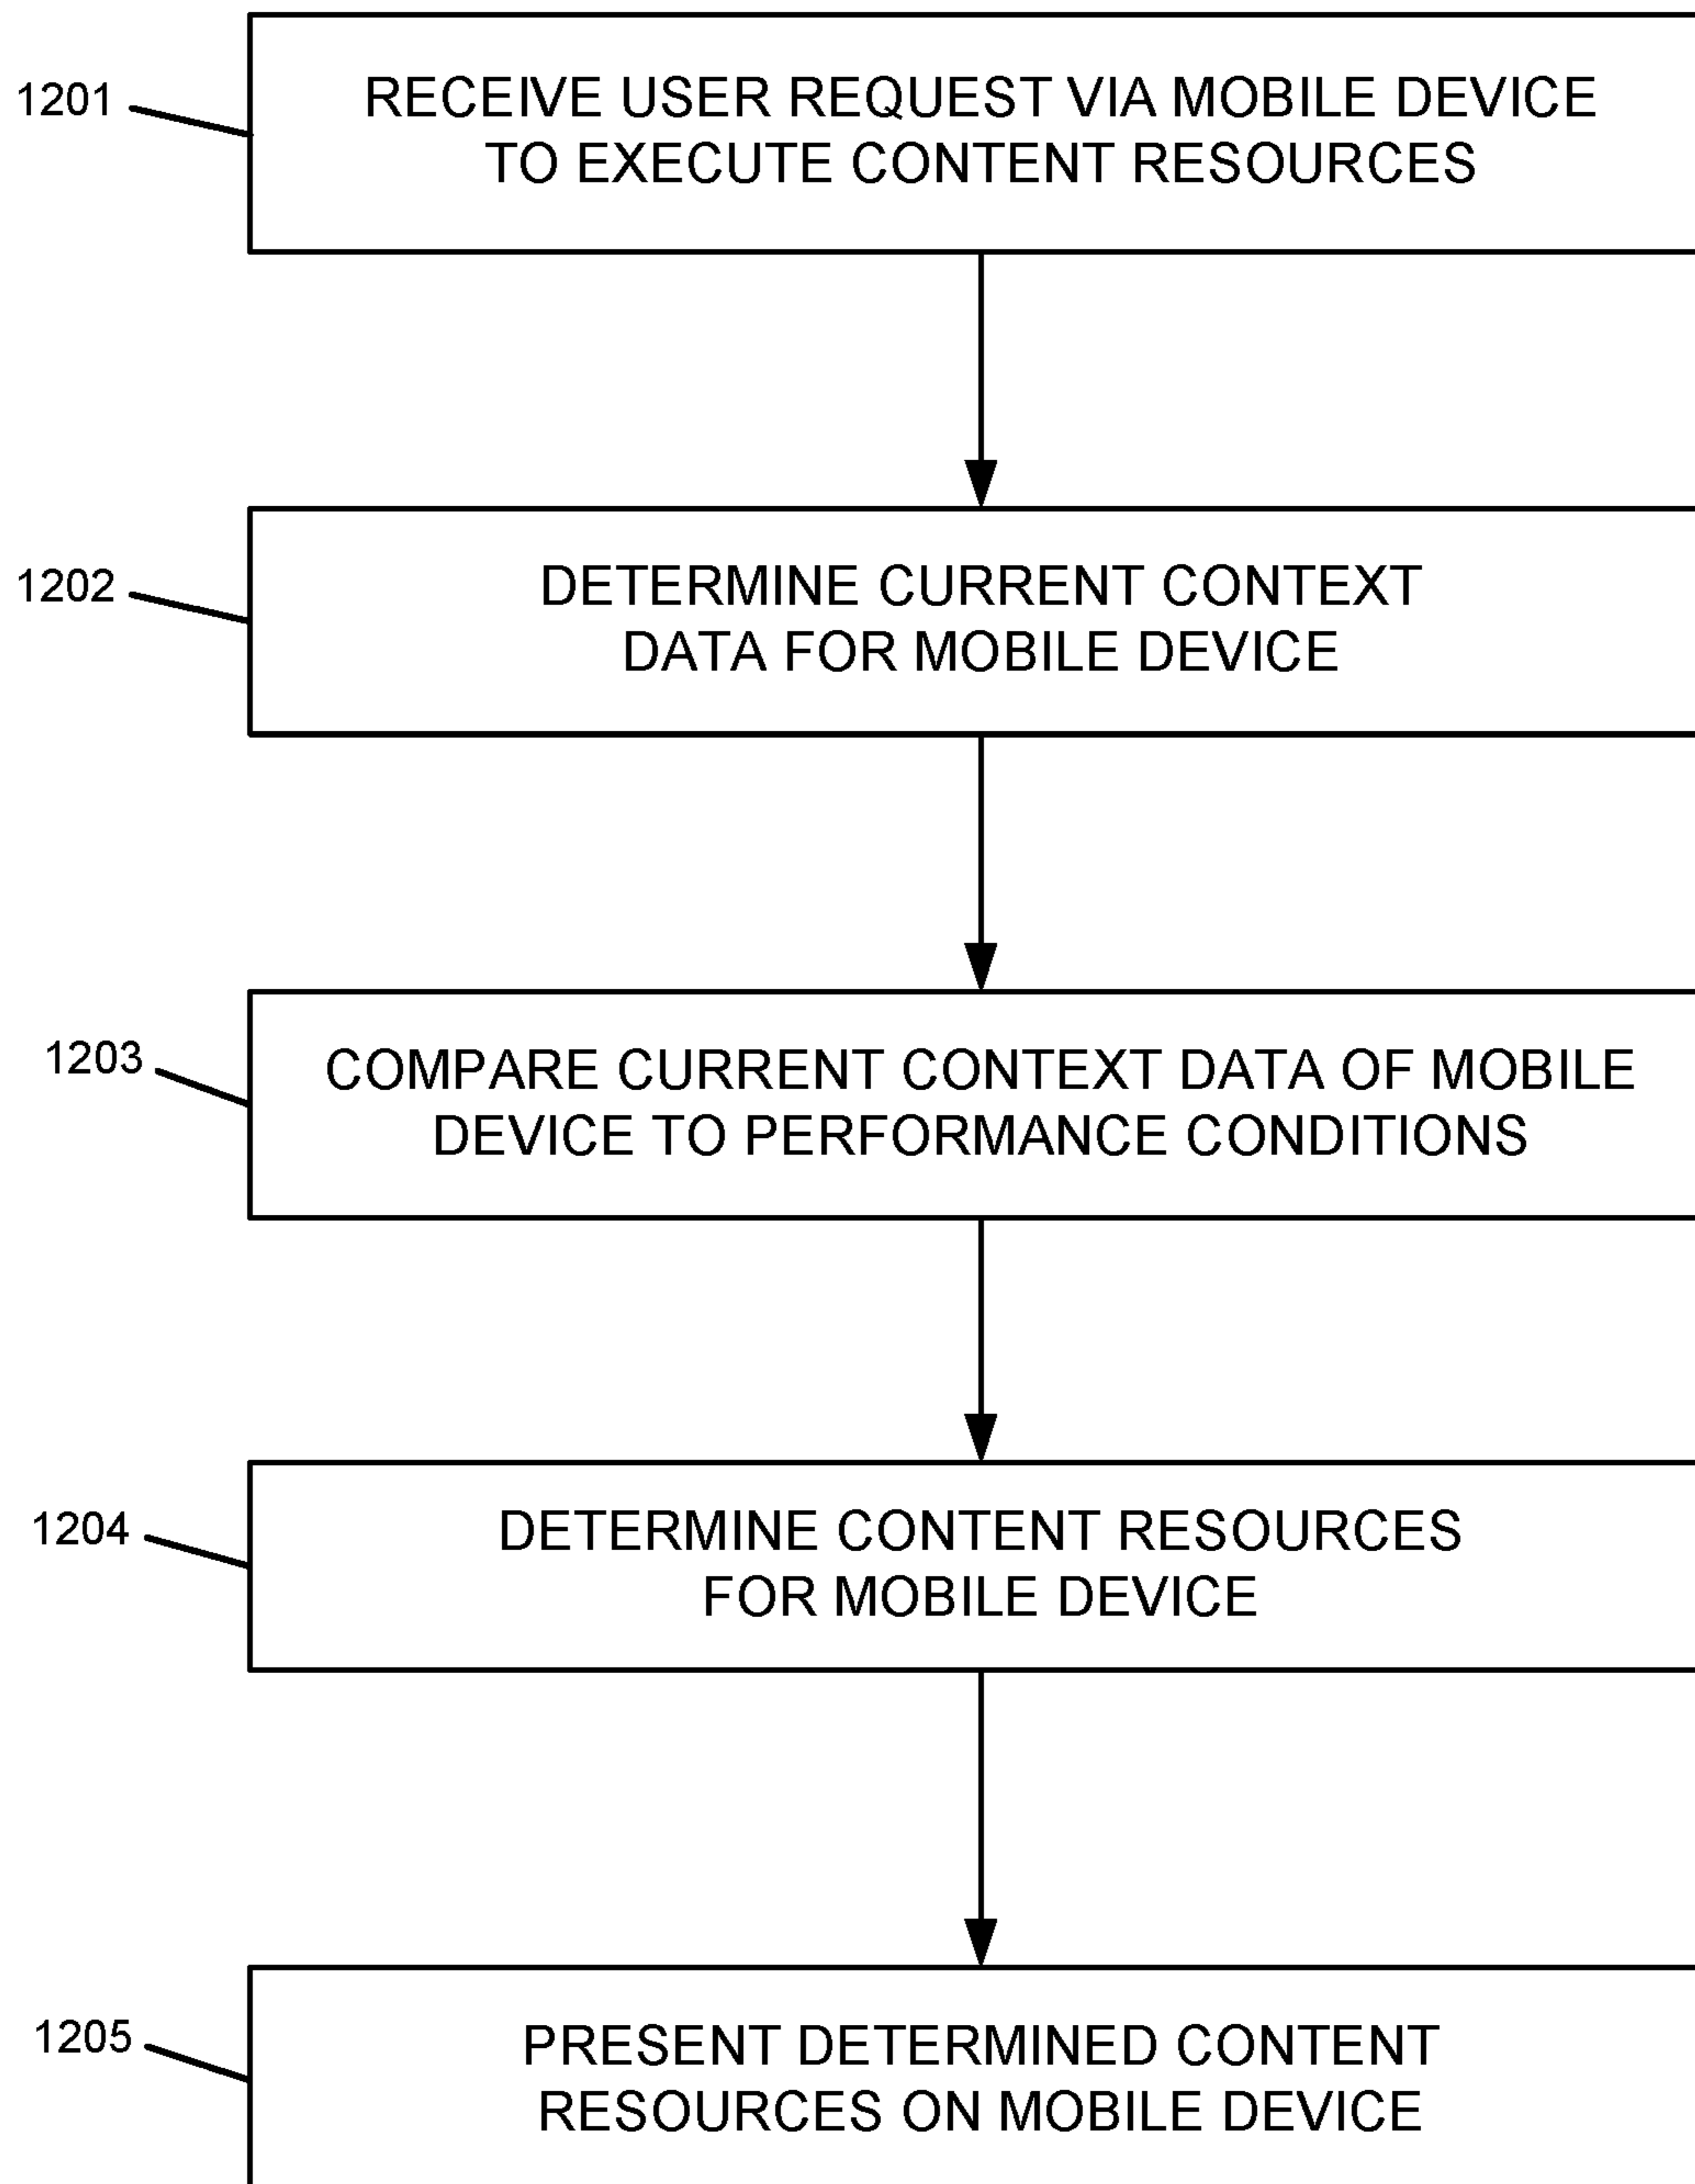 1201
RECEIVE USER REQUEST VIA MOBILE DEVICE
TO EXECUTE CONTENT RESOURCES
1202
DETERMINE CURRENT CONTEXT
DATA FOR MOBILE DEVICE
1203
COMPARE CURRENT CONTEXT DATA OF MOBILE
DEVICE TO PERFORMANCE CONDITIONS
1204
DETERMINE CONTENT RESOURCES
FOR MOBILE DEVICE
1205
PRESENT DETERMINED CONTENT
RESOURCES ON MOBILE DEVICE